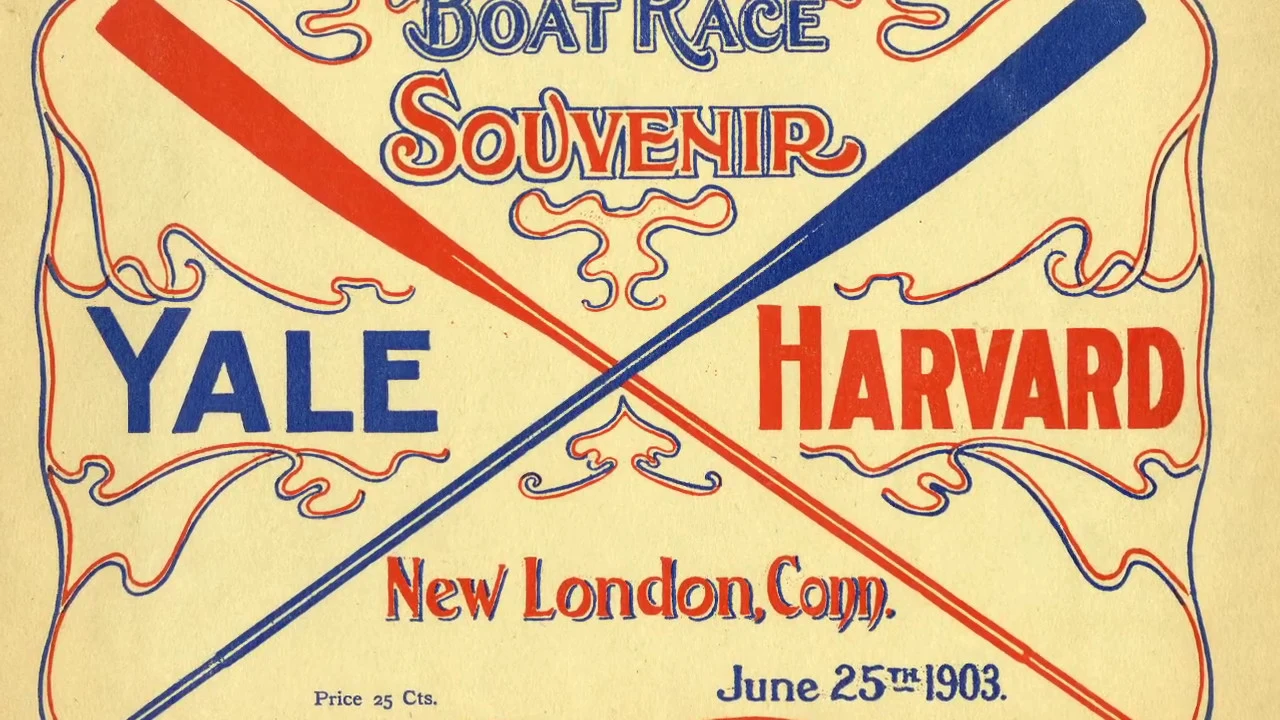 BOAT RACE
SOUVENIR
YALE
HARVARD
New London, Conn.
June 25TH 1903.
Price 25 Cts.